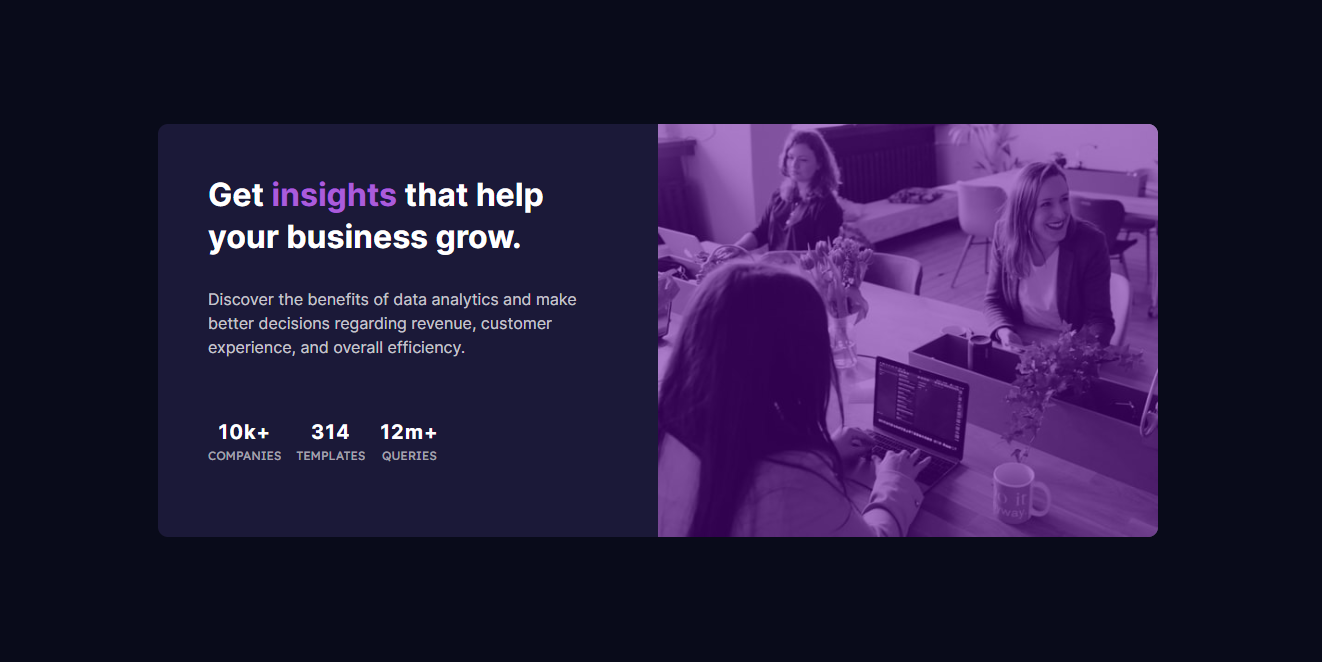 Get insights that help
your business grow.
Discover the benefits of data analytics and make
better decisions regarding revenue, customer
experience, and overall efficiency.
10k+ 314 12m+
COMPANIES TEMPLATES QUERIES